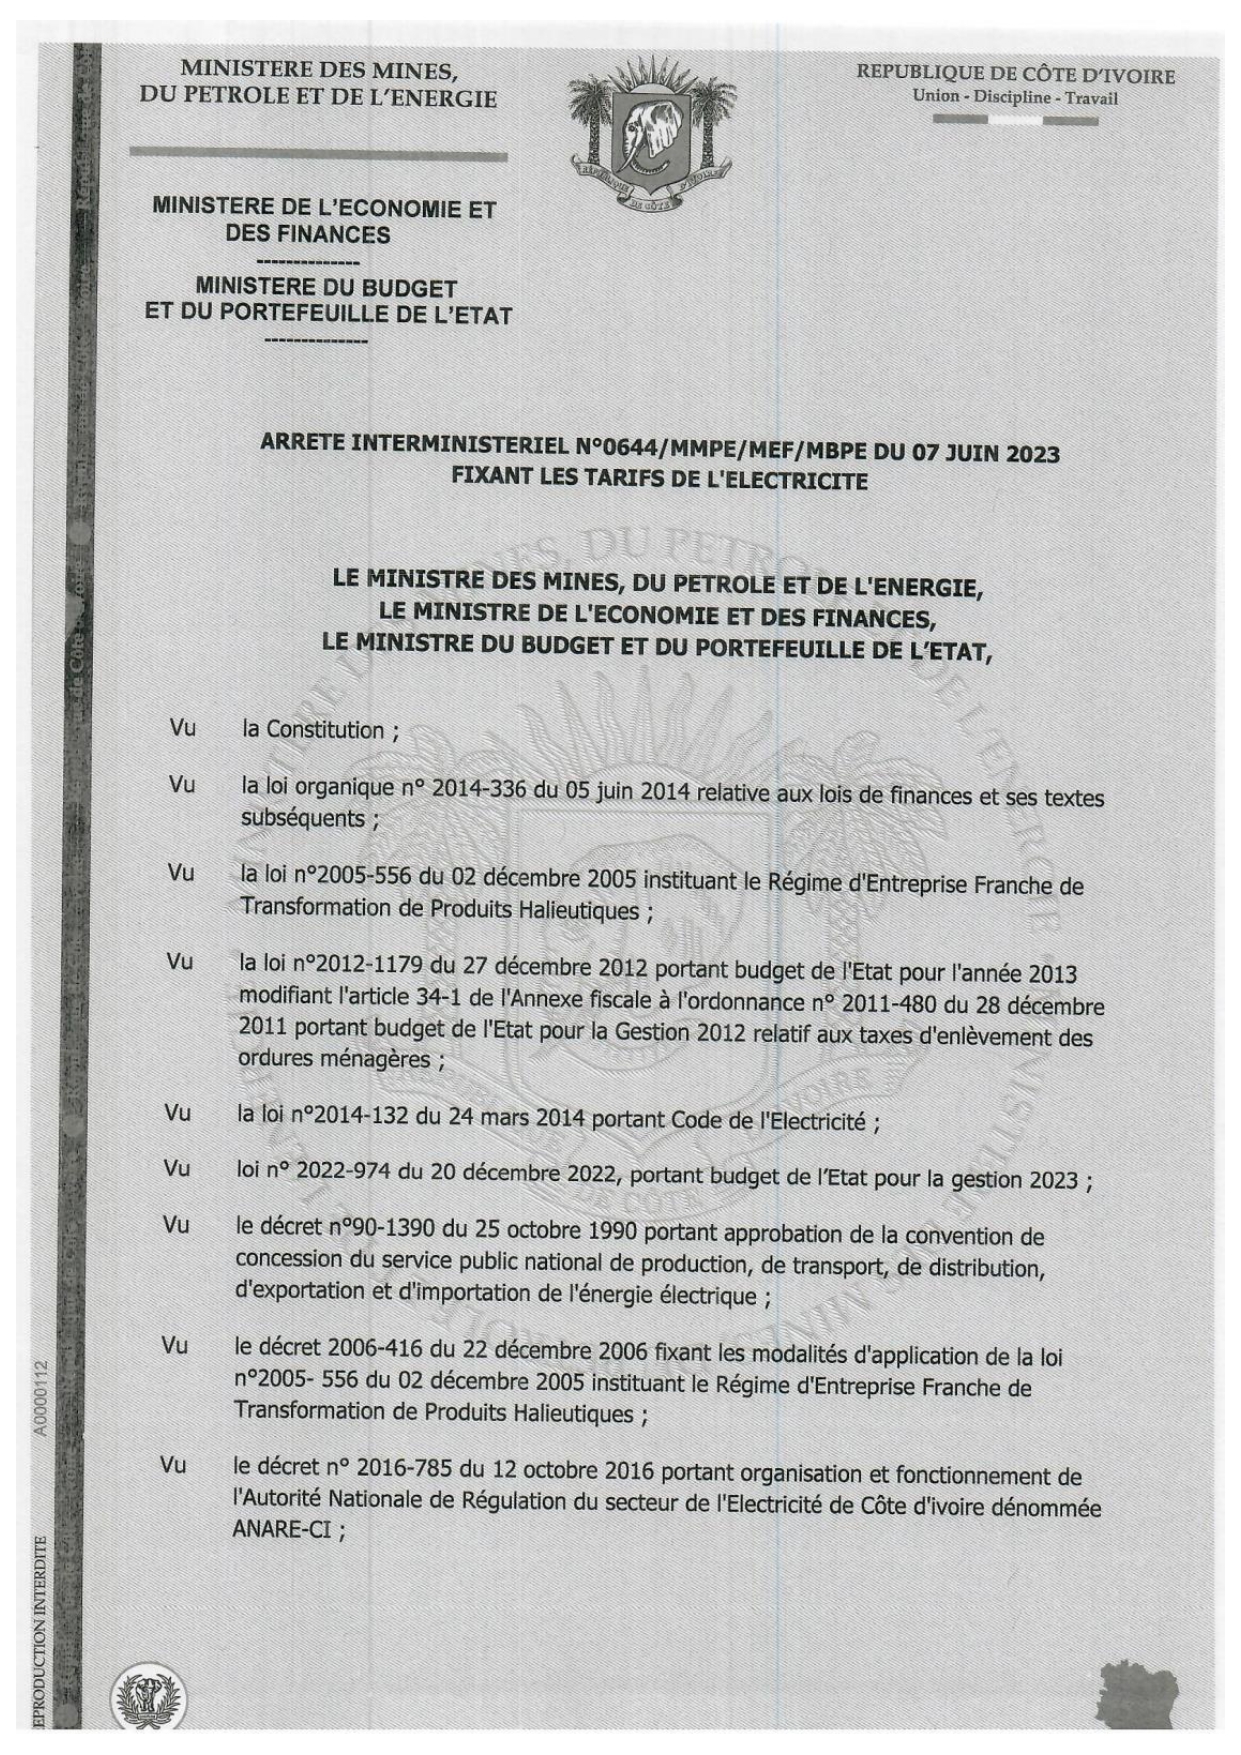 MINISTERE DES MINES,
DU PETROLE ET DE L'ENERGIE
REPUBLIQUE DE CÔTE D'IVOIRE
Union - Discipline - Travail
REPUBLIQUE
DE CÔTE
D'IVOIRE
MINISTERE DE L'ECONOMIE ET
DES FINANCES
--------------
MINISTERE DU BUDGET
ET DU PORTEFEUILLE DE L'ETAT
--------------
ARRETE INTERMINISTERIEL N°0644/MMPE/MEF/MBPE DU 07 JUIN 2023
FIXANT LES TARIFS DE L'ELECTRICITE
LE MINISTRE DES MINES, DU PETROLE ET DE L'ENERGIE,
LE MINISTRE DE L'ECONOMIE ET DES FINANCES,
LE MINISTRE DU BUDGET ET DU PORTEFEUILLE DE L'ETAT,
Vu la Constitution ;
Vu la loi organique n° 2014-336 du 05 juin 2014 relative aux lois de finances et ses textes
subséquents ;
Vu la loi n°2005-556 du 02 décembre 2005 instituant le Régime d'Entreprise Franche de
Transformation de Produits Halieutiques ;
Vu la loi n°2012-1179 du 27 décembre 2012 portant budget de l'Etat pour l'année 2013
modifiant l'article 34-1 de l'Annexe fiscale à l'ordonnance n° 2011-480 du 28 décembre
2011 portant budget de l'Etat pour la Gestion 2012 relatif aux taxes d'enlèvement des
ordures ménagères ;
Vu la loi n°2014-132 du 24 mars 2014 portant Code de l'Electricité ;
Vu loi n° 2022-974 du 20 décembre 2022, portant budget de l'Etat pour la gestion 2023 ;
Vu le décret n°90-1390 du 25 octobre 1990 portant approbation de la convention de
concession du service public national de production, de transport, de distribution,
d'exportation et d'importation de l'énergie électrique ;
Vu le décret 2006-416 du 22 décembre 2006 fixant les modalités d'application de la loi
n°2005- 556 du 02 décembre 2005 instituant le Régime d'Entreprise Franche de
Transformation de Produits Halieutiques ;
Vu le décret n° 2016-785 du 12 octobre 2016 portant organisation et fonctionnement de
l'Autorité Nationale de Régulation du secteur de l'Electricité de Côte d'ivoire dénommée
ANARE-CI ;
A0000112
EPRODUCTION INTERDITE